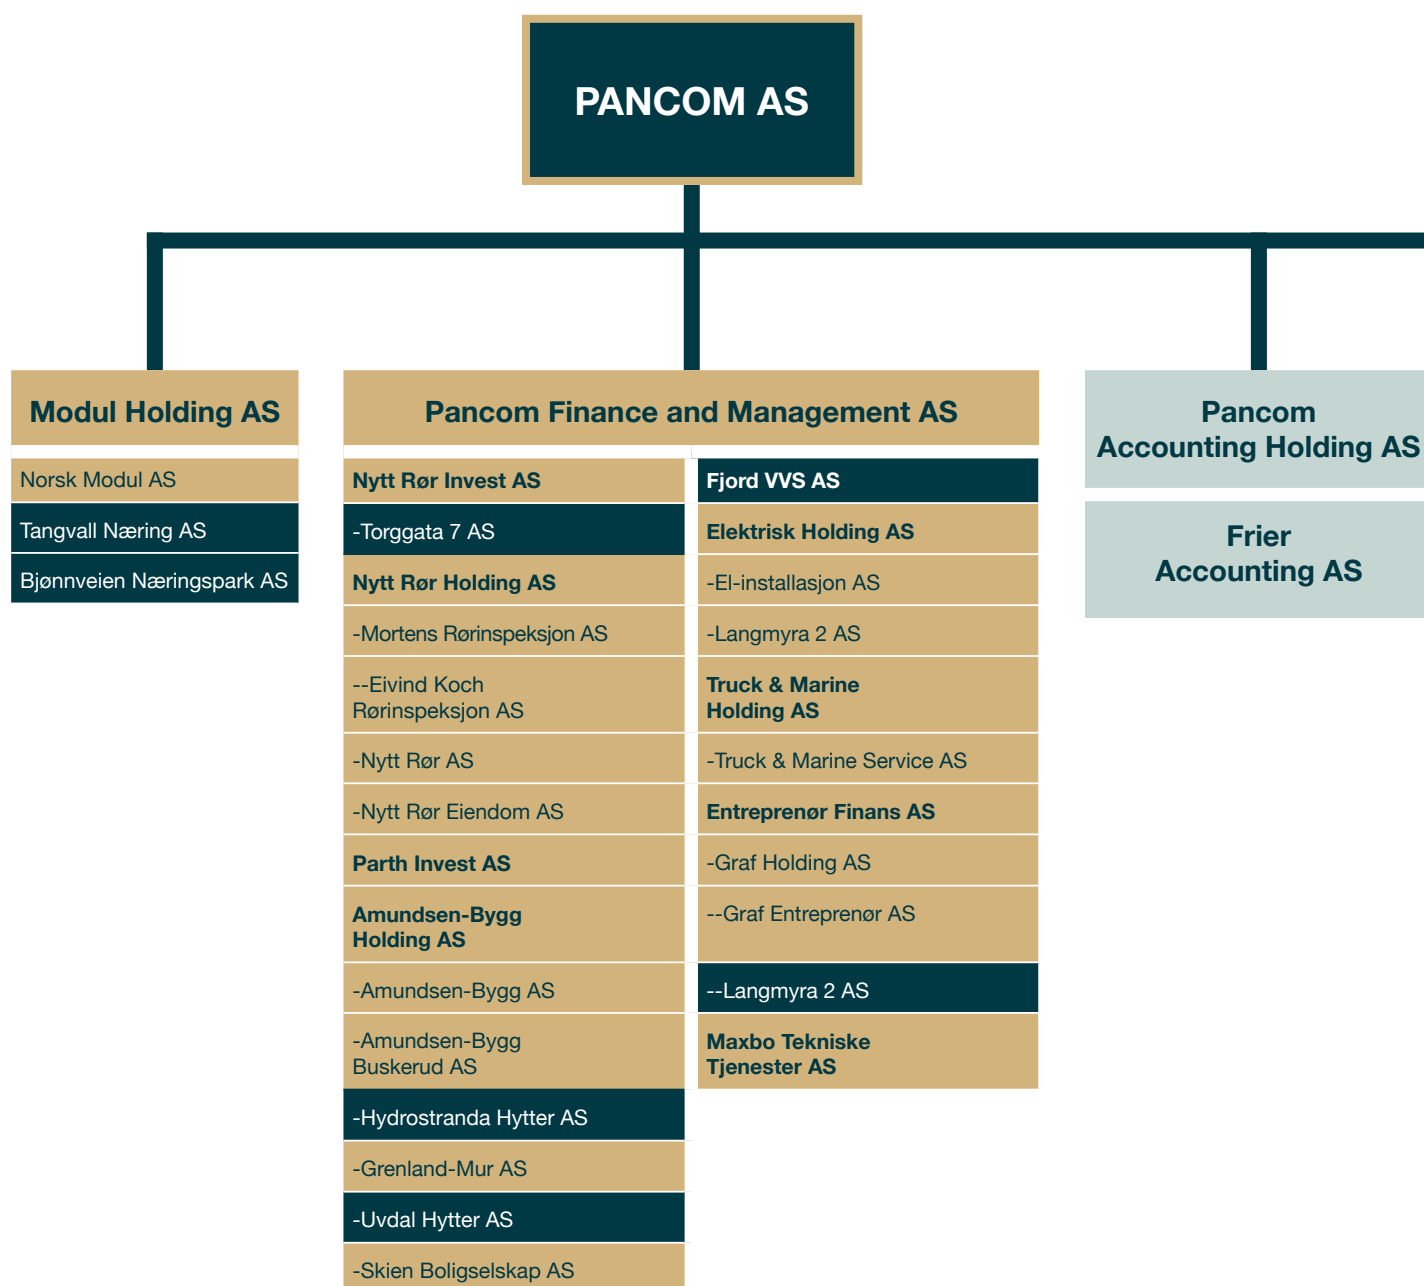 PANCOM AS
Modul Holding AS
Norsk Modul AS
Tangvall Næring AS
Bjønnveien Næringspark AS
Pancom Finance and Management AS
Nytt Rør Invest AS
-Torggata 7 AS
Nytt Rør Holding AS
-Mortens Rørinspeksjon AS
--Eivind Koch
Rørinspeksjon AS
-Nytt Rør AS
-Nytt Rør Eiendom AS
Parth Invest AS
Amundsen-Bygg
Holding AS
-Amundsen-Bygg AS
-Amundsen-Bygg
Buskerud AS
-Hydrostranda Hytter AS
-Grenland-Mur AS
-Uvdal Hytter AS
-Skien Boligselskap AS
Fjord VVS AS
Elektrisk Holding AS
-El-installasjon AS
-Langmyra 2 AS
Truck & Marine
Holding AS
-Truck & Marine Service AS
Entreprenør Finans AS
-Graf Holding AS
--Graf Entreprenør AS
--Langmyra 2 AS
Maxbo Tekniske
Tjenester AS
Pancom
Accounting Holding AS
Frier
Accounting AS